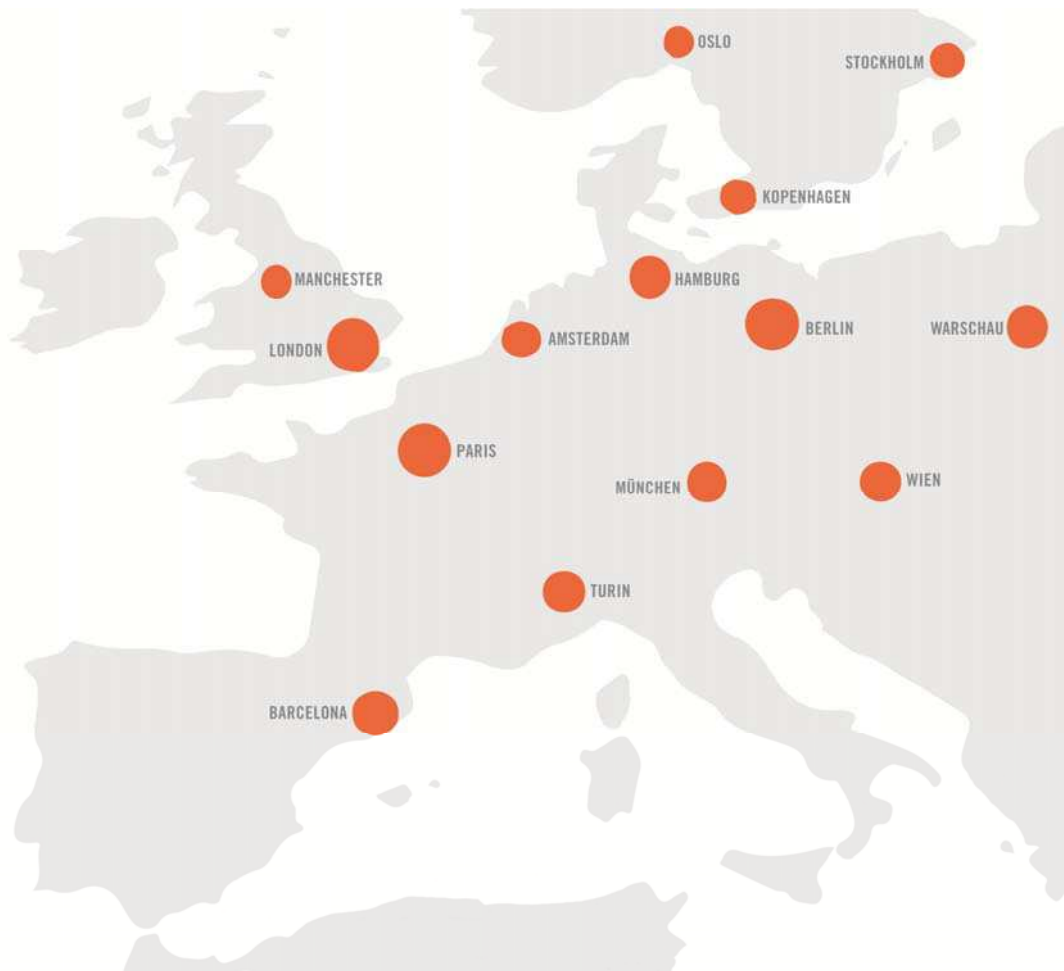 OSLO
STOCKHOLM
KOPENHAGEN
MANCHESTER
HAMBURG
LONDON
AMSTERDAM
BERLIN
WARSCHAU
PARIS
MÜNCHEN
WIEN
TURIN
BARCELONA